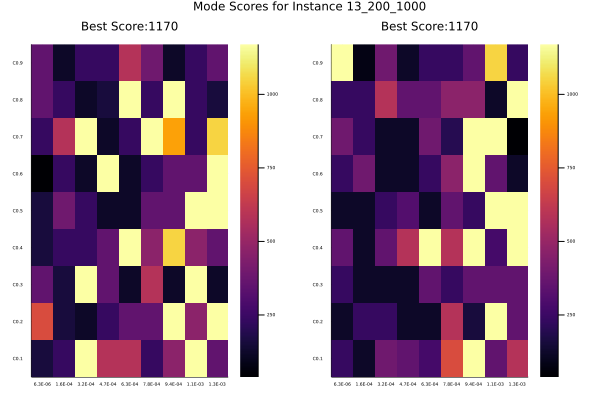 Mode Scores for Instance 13_200_1000
Best Score:1170
C0.9
C0.8
C0.7
C0.6
C0.5
C0.4
C0.3
C0.2
C0.1
6.3E-06 1.6E-04 3.2E-04 4.7E-04 6.3E-04 7.8E-04 9.4E-04 1.1E-03 1.3E-03
1000
750
500
250
Best Score:1170
C0.9
C0.8
C0.7
C0.6
C0.5
C0.4
C0.3
C0.2
C0.1
6.3E-06 1.6E-04 3.2E-04 4.7E-04 6.3E-04 7.8E-04 9.4E-04 1.1E-03 1.3E-03
1000
750
500
250